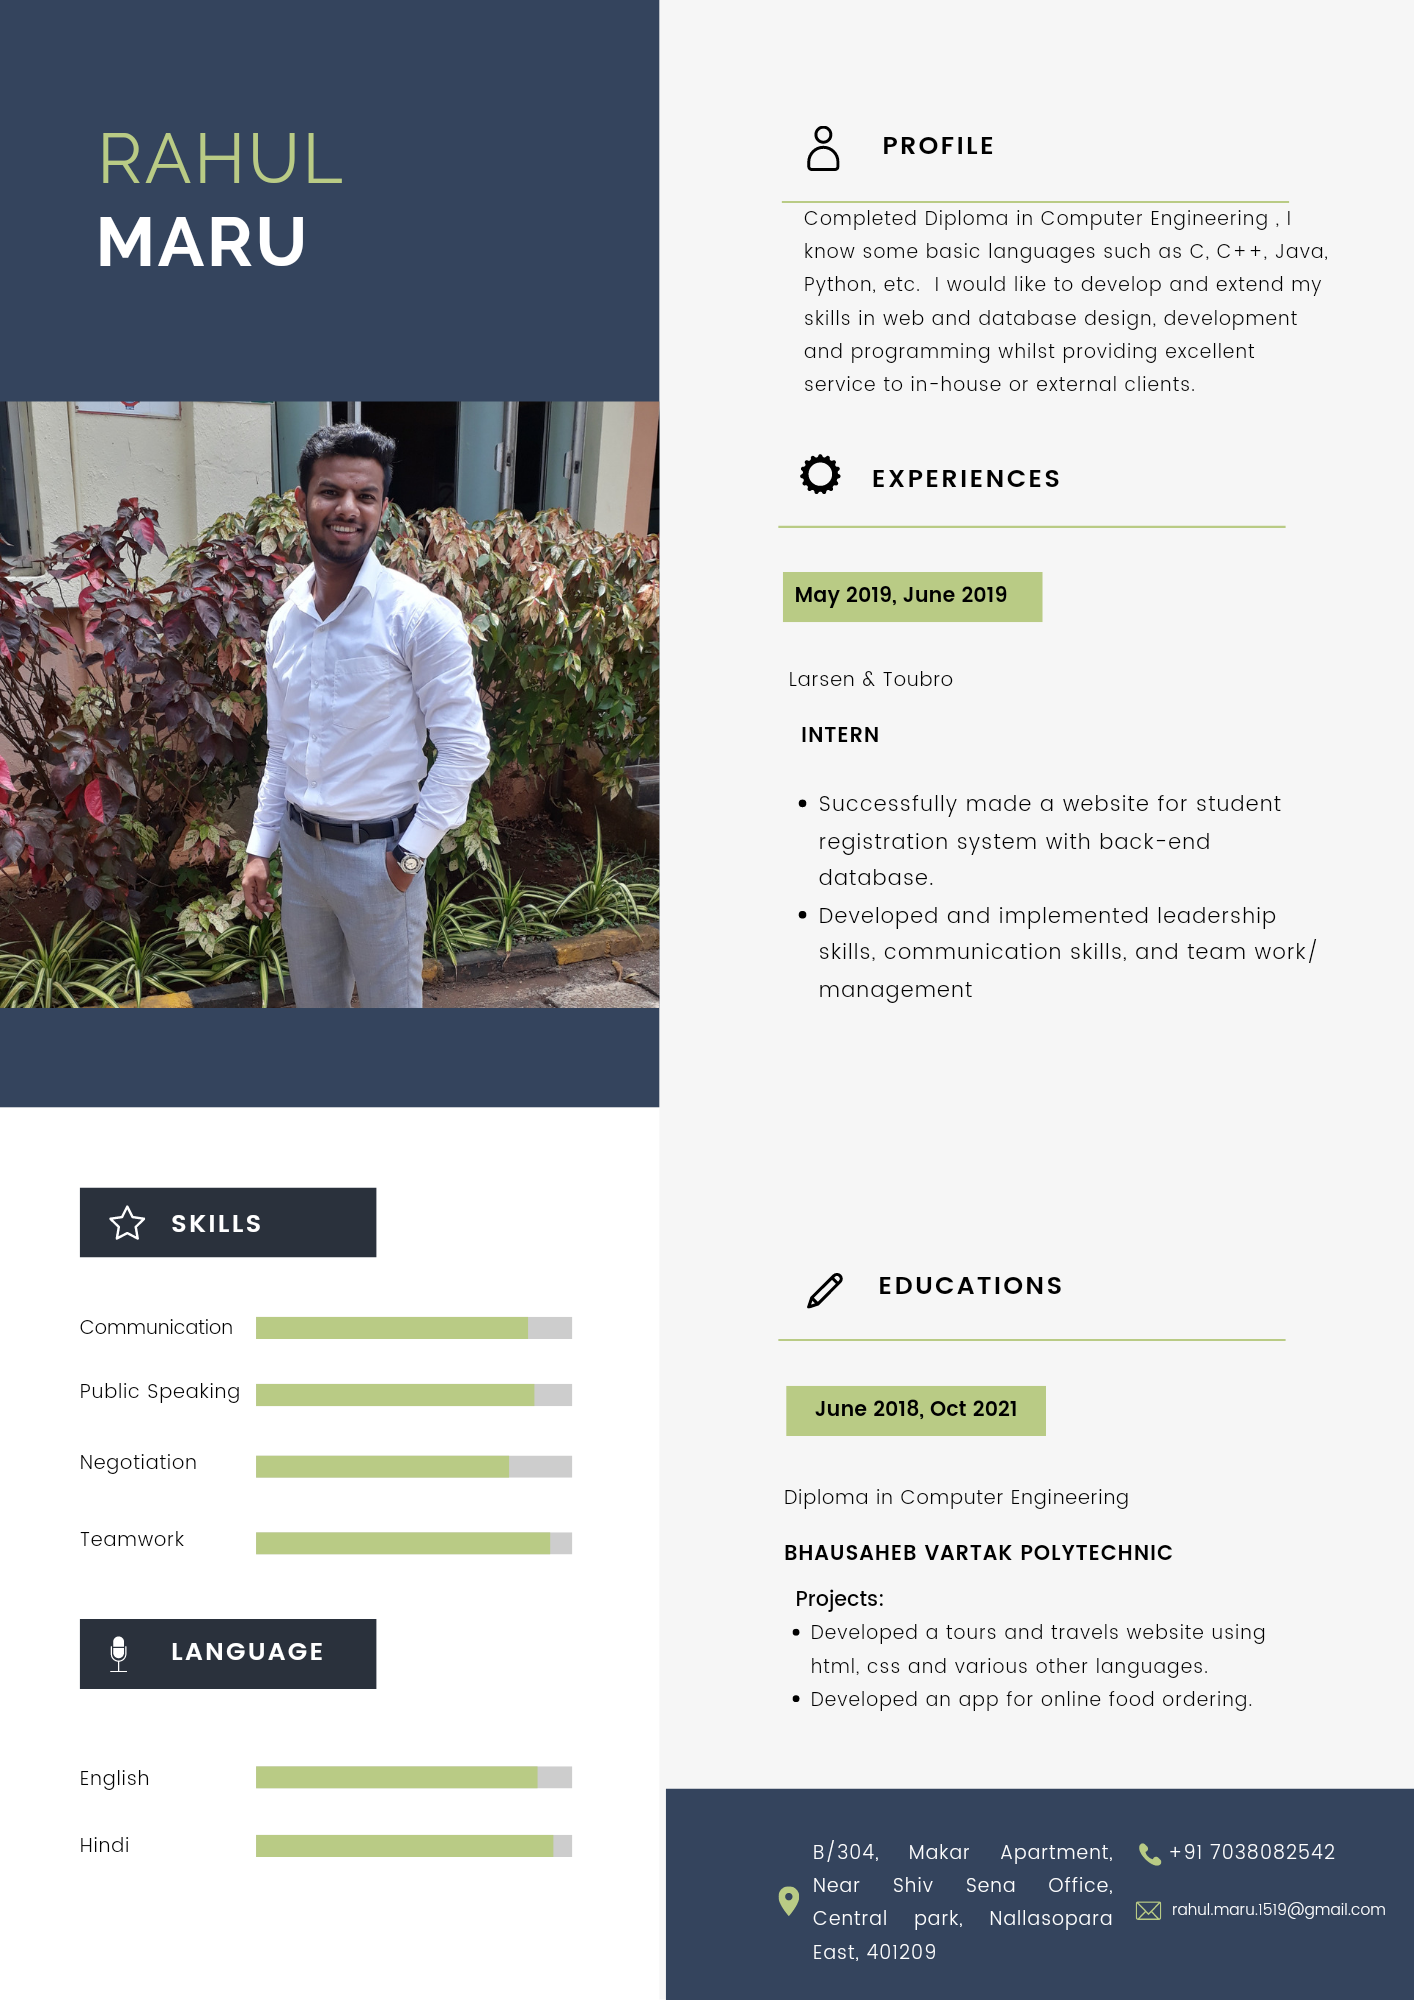 RAHUL
MARU
SKILLS
Communication
Public Speaking
Negotiation
Teamwork
LANGUAGE
English
Hindi
PROFILE
Completed Diploma in Computer Engineering , I
know some basic languages such as C, C++, Java,
Python, etc.  I would like to develop and extend my
skills in web and database design, development
and programming whilst providing excellent
service to in-house or external clients.
EXPERIENCES
May 2019, June 2019
Larsen & Toubro
INTERN
• Successfully made a website for student
registration system with back-end
database.
• Developed and implemented leadership
skills, communication skills, and team work/
management
EDUCATIONS
June 2018, Oct 2021
Diploma in Computer Engineering
BHAUSAHEB VARTAK POLYTECHNIC
Projects:
• Developed a tours and travels website using
html, css and various other languages.
• Developed an app for online food ordering.
B/304, Makar Apartment,
Near Shiv Sena Office,
Central park, Nallasopara
East, 401209
+91 7038082542
rahul.maru.1519@gmail.com